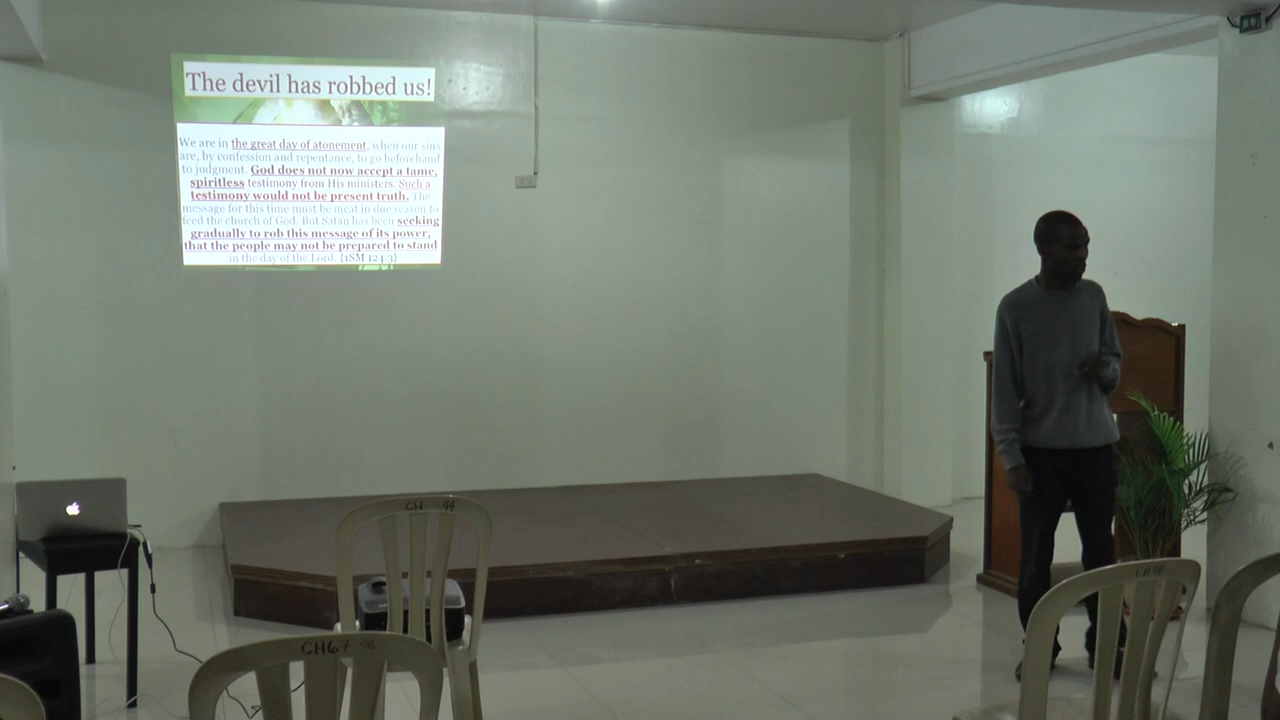 The devil has robbed us!
We are in the great day of atonement, when our sins
are, by confession and repentance, to go beforehand
to judgment. God does not now accept a tame,
spiritless testimony from His ministers. Such a
testimony would not be present truth. The
message for this time must be meat in due season to
feed the church of God. But Satan has been seeking
gradually to rob this message of its power,
that the people may not be prepared to stand
in the day of the Lord. {1SM 124.3}
CH 44
CH67